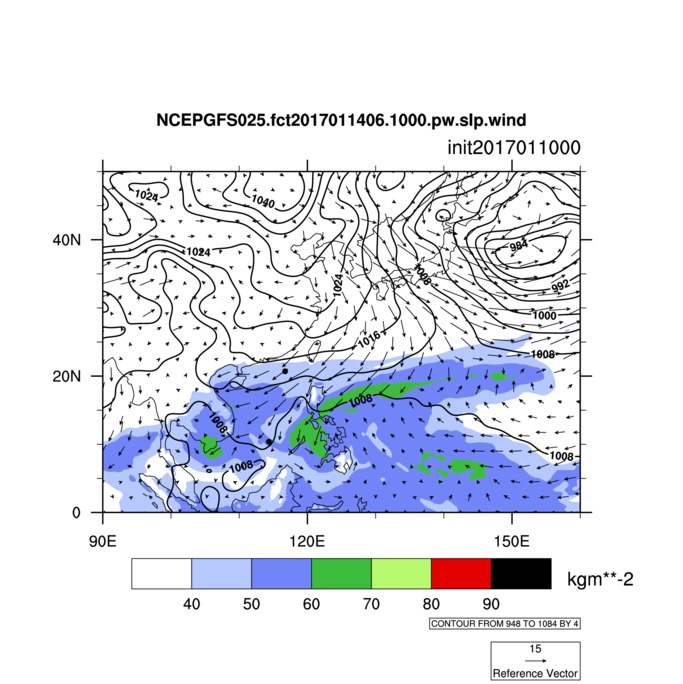 NCEPGFS025.fct2017011406.1000.pw.slp.wind
init2017011000
1024
1040
984
40N
1024
1024
1008
992
1000
1016
1008
20N
1008
1008
1008
1008
0
90E 120E 150E
kgm**-2
40 50 60 70 80 90
CONTOUR FROM 948 TO 1084 BY 4
15
Reference Vector